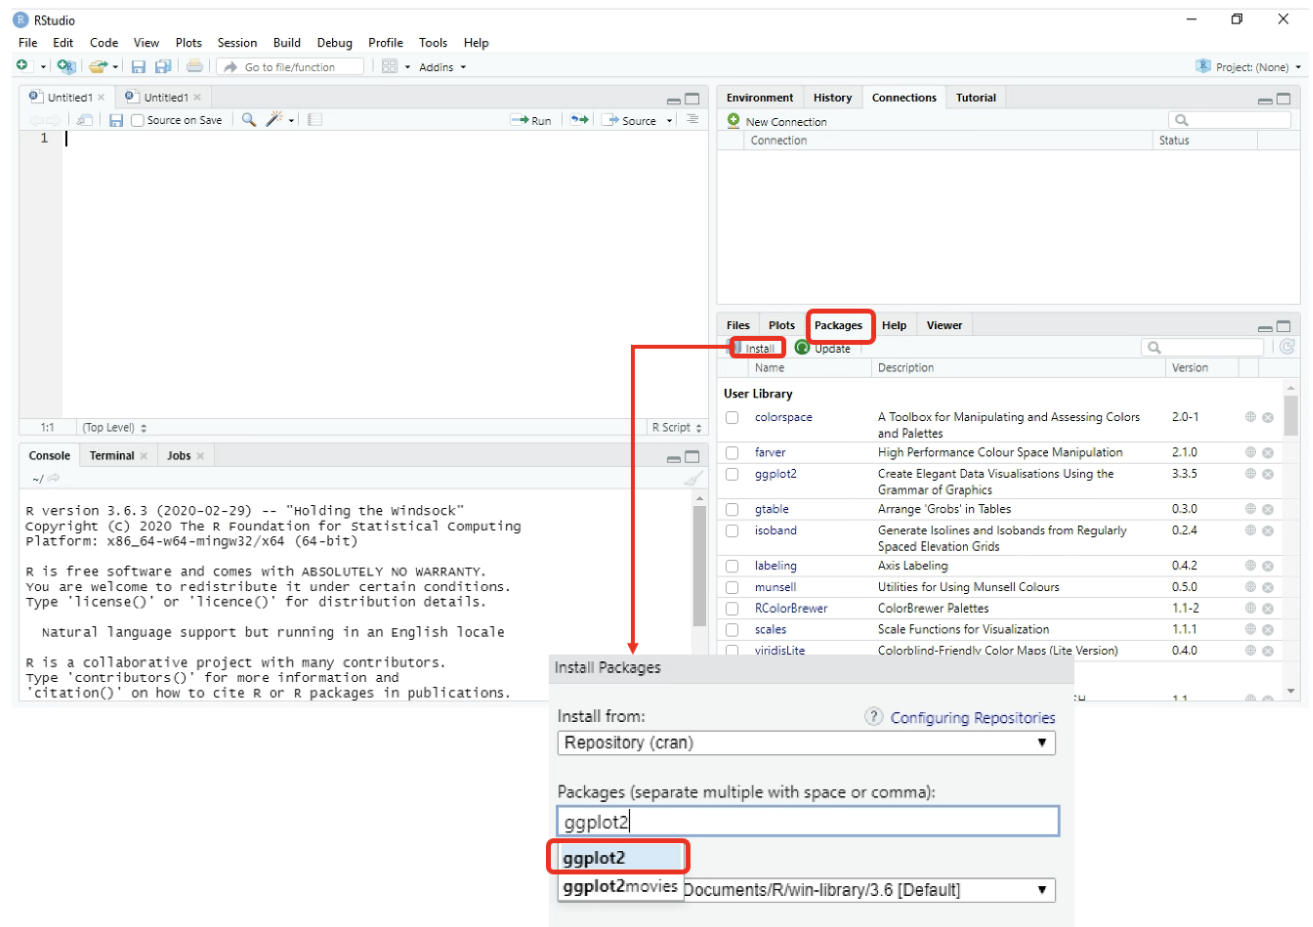 RStudio
File Edit Code View Plots Session Build Debug Profile Tools Help
Go to file/function Addins Project: (None)
Untitled1 Untitled1
Source on Save Run Source
1
1:1 (Top Level) R Script
Console Terminal Jobs
~/
R version 3.6.3 (2020-02-29) -- "Holding the Windsock"
Copyright (C) 2020 The R Foundation for Statistical Computing
Platform: x86_64-w64-mingw32/x64 (64-bit)
R is free software and comes with ABSOLUTELY NO WARRANTY.
You are welcome to redistribute it under certain conditions.
Type 'license()' or 'licence()' for distribution details.
Natural language support but running in an English locale
R is a collaborative project with many contributors.
Type 'contributors()' for more information and
'citation()' on how to cite R or R packages in publications.
Environment History Connections Tutorial
New Connection
Connection Status
Files Plots Packages Help Viewer
Install Update
Name Description Version
User Library
colorspace A Toolbox for Manipulating and Assessing Colors 2.0-1
and Palettes
farver High Performance Colour Space Manipulation 2.1.0
ggplot2 Create Elegant Data Visualisations Using the 3.3.5
Grammar of Graphics
gtable Arrange 'Grobs' in Tables 0.3.0
isoband Generate Isolines and Isobands from Regularly 0.2.4
Spaced Elevation Grids
labeling Axis Labeling 0.4.2
munsell Utilities for Using Munsell Colours 0.5.0
RColorBrewer ColorBrewer Palettes 1.1-2
scales Scale Functions for Visualization 1.1.1
viridisLite Colorblind-Friendly Color Maps (Lite Version) 0.4.0
Install Packages
Install from: ? Configuring Repositories
Repository (cran)
Packages (separate multiple with space or comma):
ggplot2
ggplot2
ggplot2movies
Documents/R/win-library/3.6 [Default]